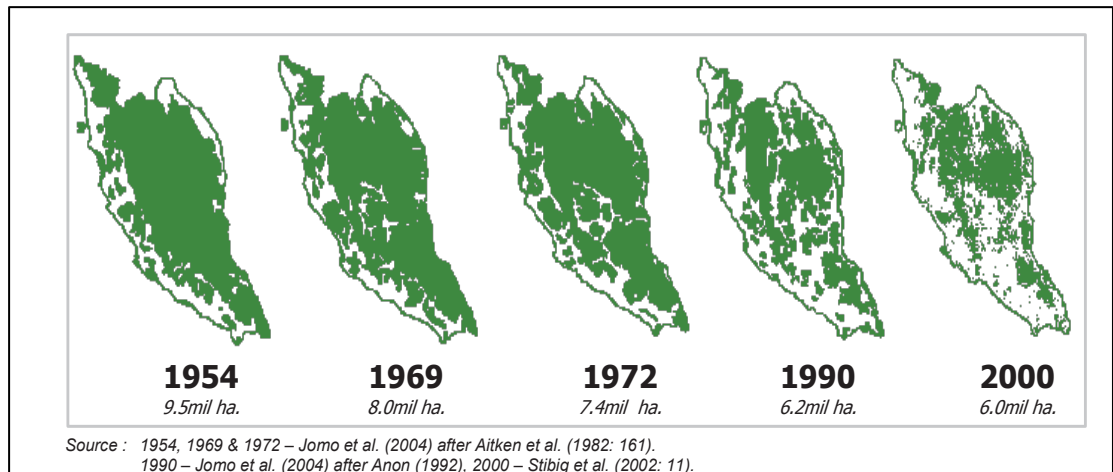 1954 1969 1972 1990 2000
9.5mil ha. 8.0mil ha. 7.4mil ha. 6.2mil ha. 6.0mil ha.
Source : 1954, 1969 & 1972 – Jomo et al. (2004) after Aitken et al. (1982: 161).
1990 – Jomo et al. (2004) after Anon (1992), 2000 – Stibig et al. (2002: 11).